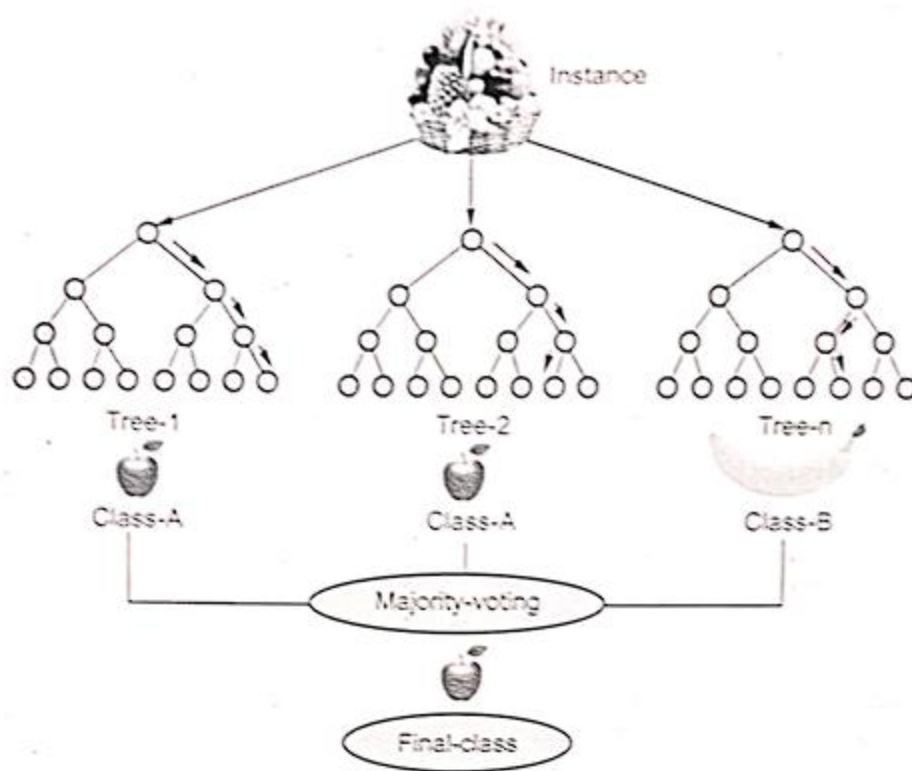 Instance
Tree-1
Tree-2
Tree-n
Class-A
Class-A
Class-B
Majority-voting
Final-class